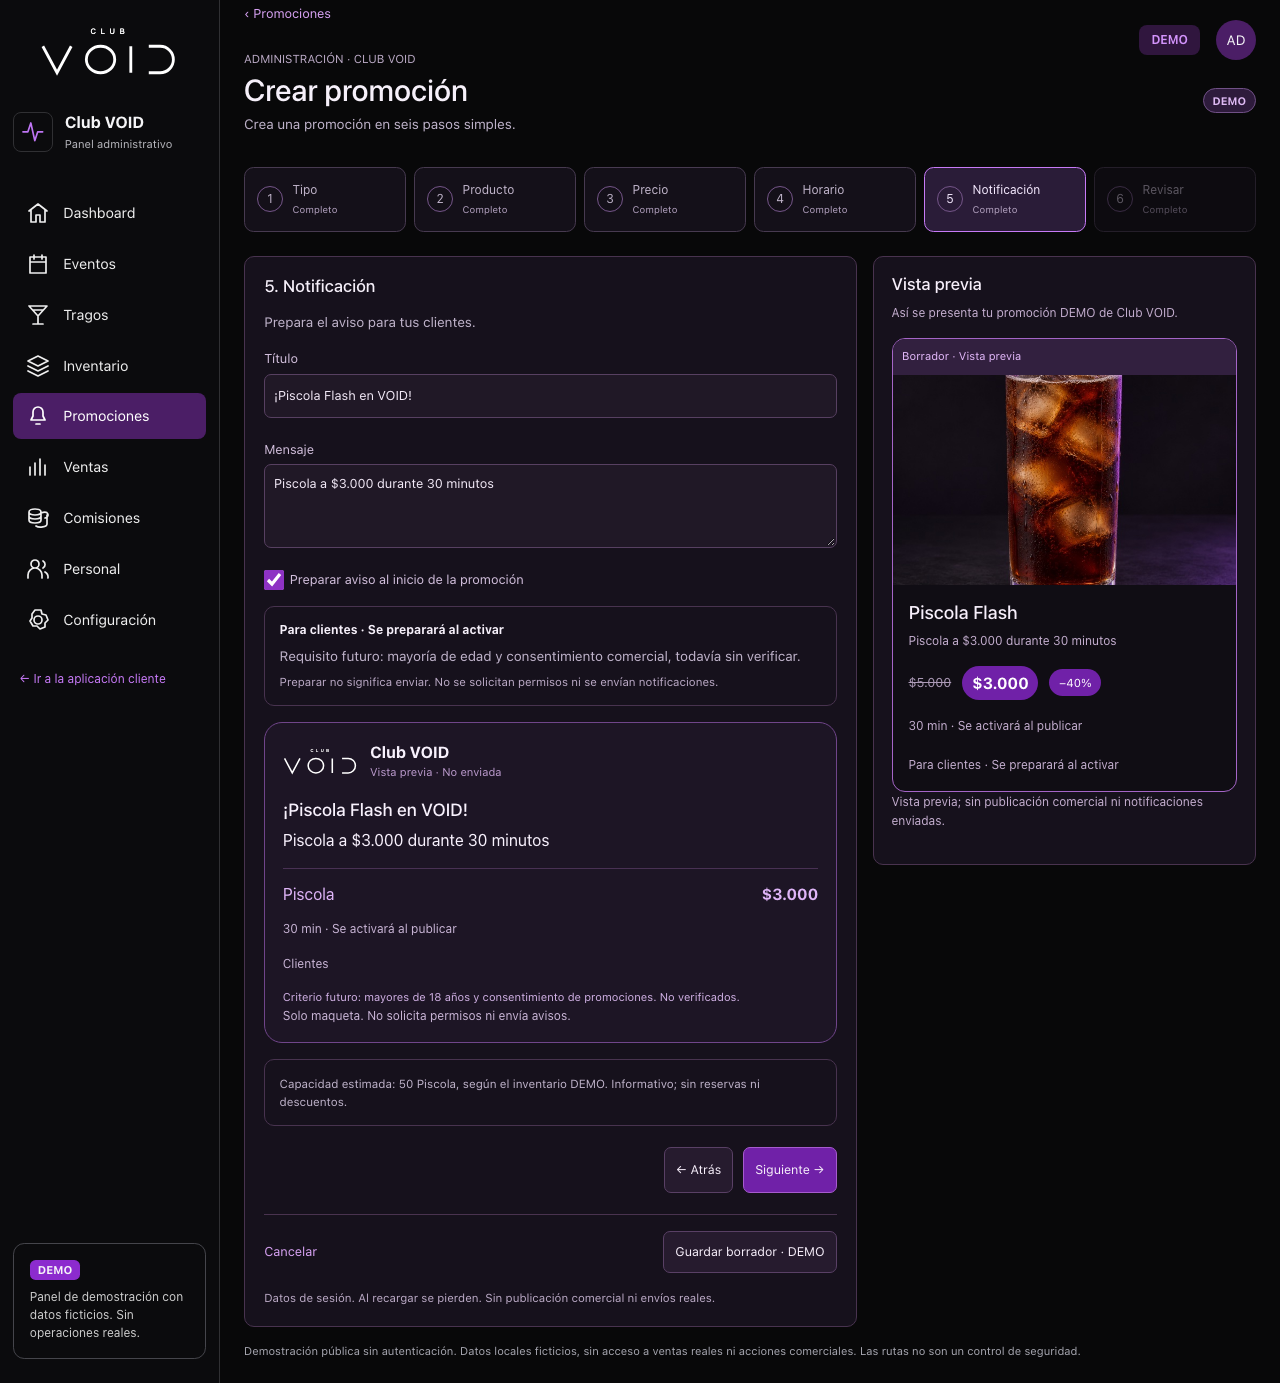 CLUB
VOID
Club VOID
Panel administrativo
Dashboard
Eventos
Tragos
Inventario
Promociones
Ventas
Comisiones
Personal
Configuración
← Ir a la aplicación cliente
DEMO
Panel de demostración con
datos ficticios. Sin
operaciones reales.
‹ Promociones
DEMO
AD
ADMINISTRACIÓN · CLUB VOID
Crear promoción
DEMO
Crea una promoción en seis pasos simples.
1 Tipo
Completo
2 Producto
Completo
3 Precio
Completo
4 Horario
Completo
5 Notificación
Completo
6 Revisar
Completo
5. Notificación
Prepara el aviso para tus clientes.
Título
¡Piscola Flash en VOID!
Mensaje
Piscola a $3.000 durante 30 minutos
Preparar aviso al inicio de la promoción
Para clientes · Se preparará al activar
Requisito futuro: mayoría de edad y consentimiento comercial, todavía sin verificar.
Preparar no significa enviar. No se solicitan permisos ni se envían notificaciones.
CLUB
VOID
Club VOID
Vista previa · No enviada
¡Piscola Flash en VOID!
Piscola a $3.000 durante 30 minutos
Piscola $3.000
30 min · Se activará al publicar
Clientes
Criterio futuro: mayores de 18 años y consentimiento de promociones. No verificados.
Solo maqueta. No solicita permisos ni envía avisos.
Capacidad estimada: 50 Piscola, según el inventario DEMO. Informativo; sin reservas ni
descuentos.
← Atrás
Siguiente →
Cancelar
Guardar borrador · DEMO
Datos de sesión. Al recargar se pierden. Sin publicación comercial ni envíos reales.
Vista previa
Así se presenta tu promoción DEMO de Club VOID.
Borrador · Vista previa
Piscola Flash
Piscola a $3.000 durante 30 minutos
$5.000 $3.000 −40%
30 min · Se activará al publicar
Para clientes · Se preparará al activar
Vista previa; sin publicación comercial ni notificaciones
enviadas.
Demostración pública sin autenticación. Datos locales ficticios, sin acceso a ventas reales ni acciones comerciales. Las rutas no son un control de seguridad.